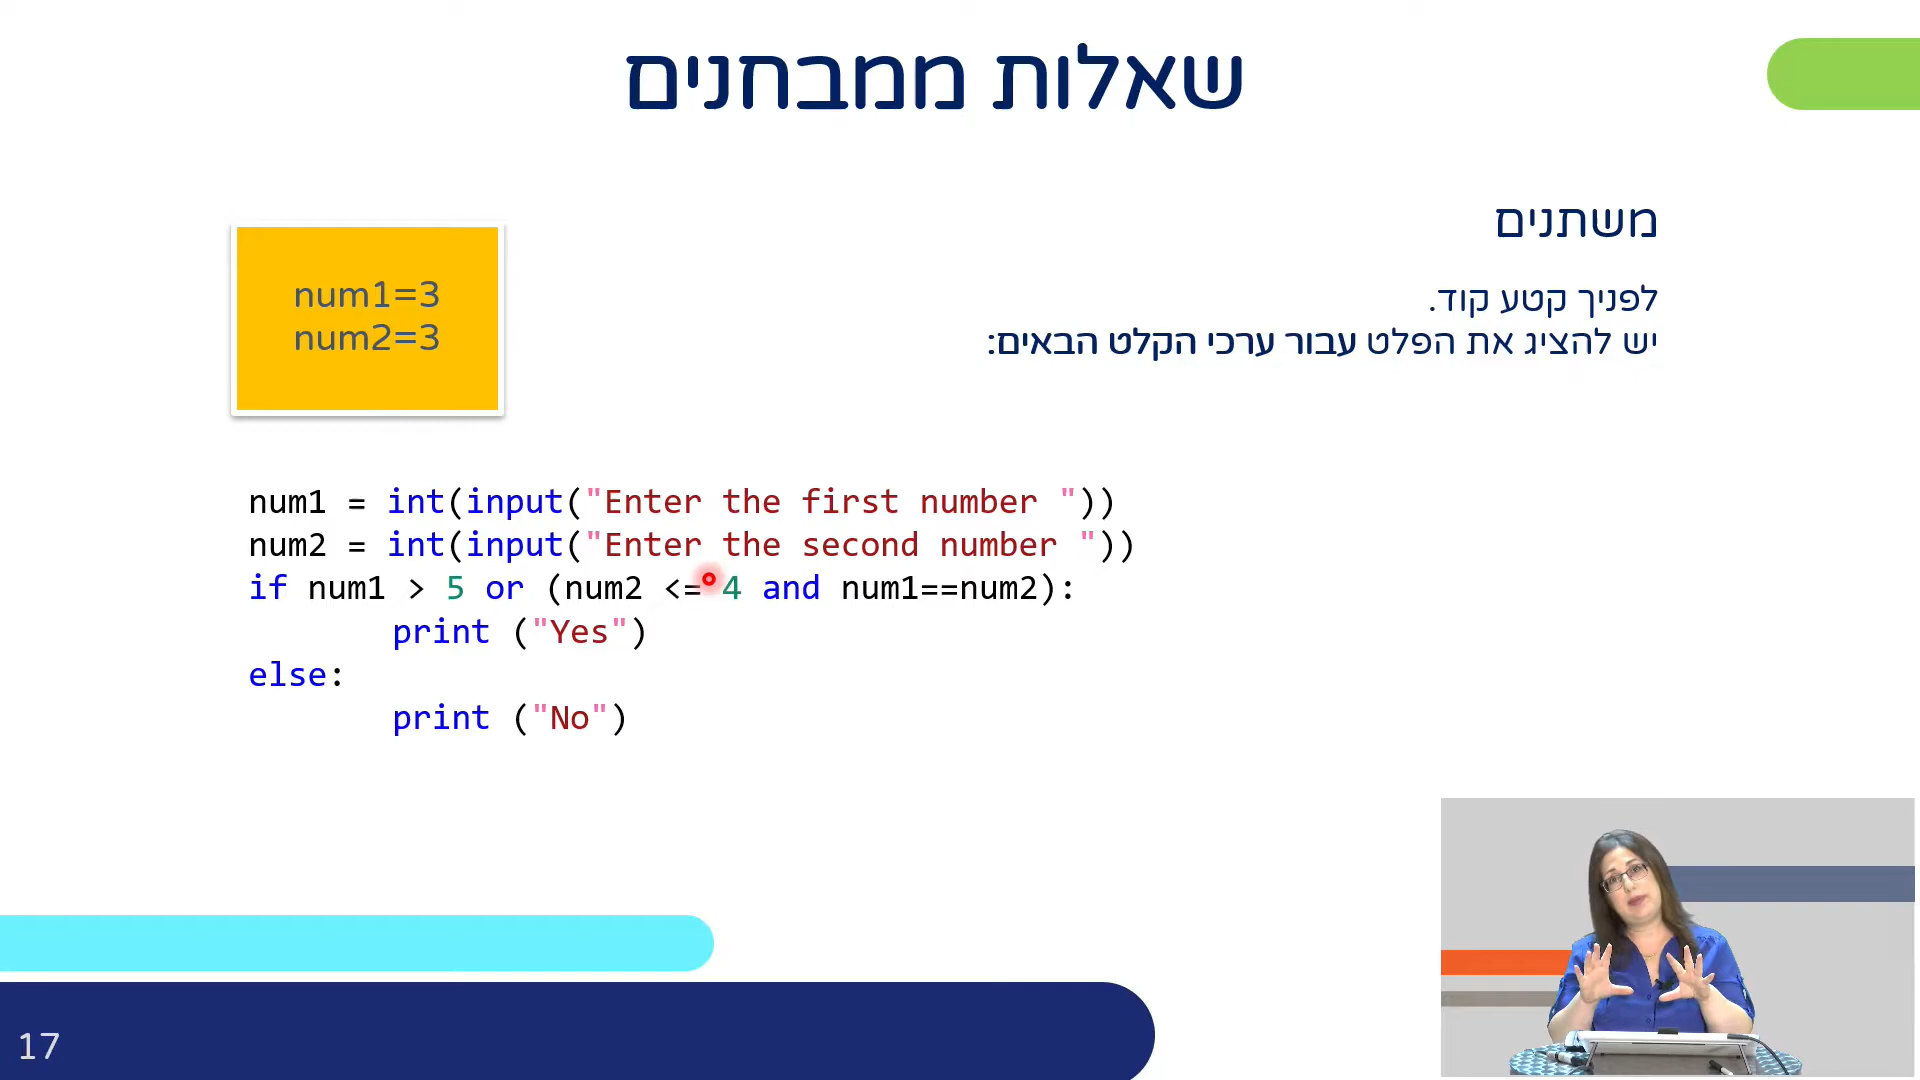 שאלות ממבחנים
משתנים
לפניך קטע קוד.
יש להציג את הפלט עבור ערכי הקלט הבאים:
num1=3
num2=3
num1 = int(input("Enter the first number "))
num2 = int(input("Enter the second number "))
if num1 > 5 or (num2 <= 4 and num1==num2):
print ("Yes")
else:
print ("No")
17